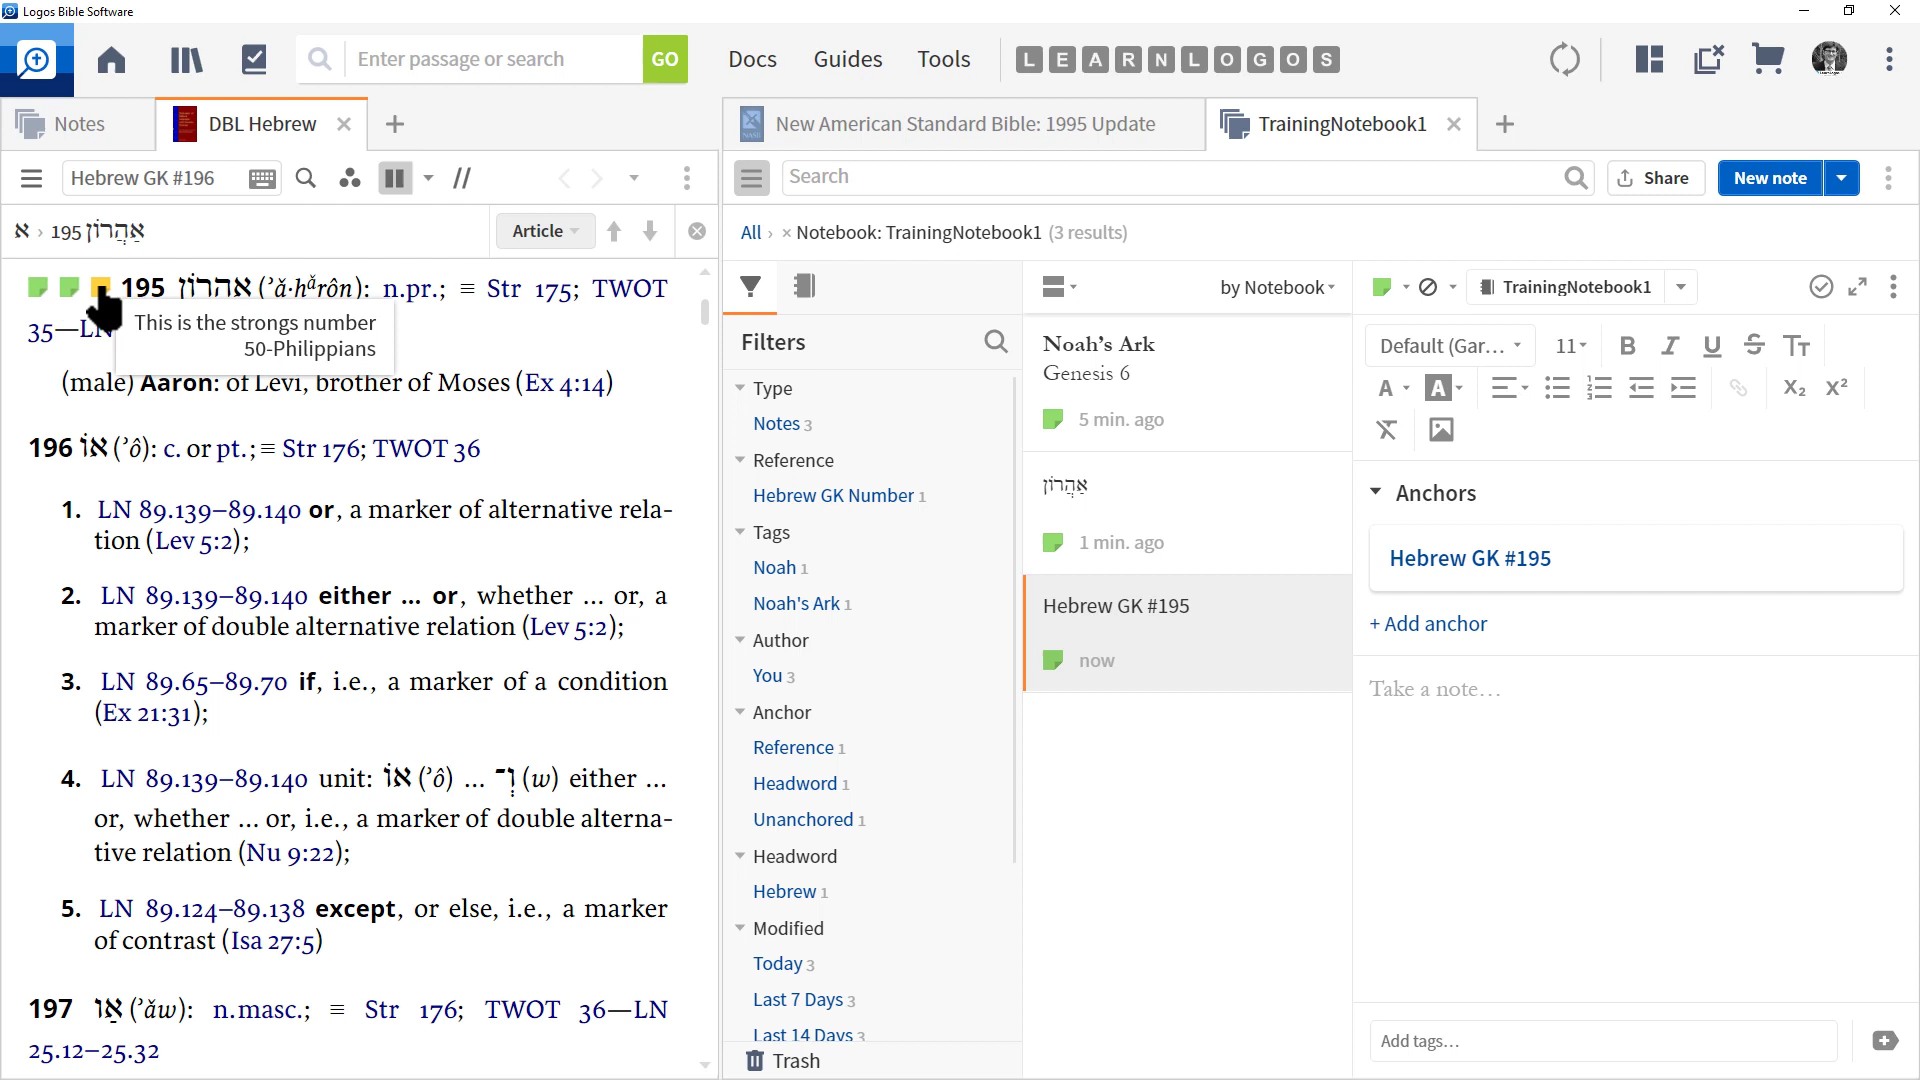 Logos Bible Software
Enter passage or search
GO
Docs
Guides
Tools
L E A R N L O G O S
Notes
DBL Hebrew
New American Standard Bible: 1995 Update
TrainingNotebook1
Hebrew GK #196
Search
Share
New note
א › 195 אַהֲרוֹן
Article
All › × Notebook: TrainingNotebook1 (3 results)
195 אהרון (ʾă·hᵃ̆rôn): n.pr.; ≡ Str 175; TWOT
35—LN
This is the strongs number
50-Philippians
(male) Aaron: of Levi, brother of Moses (Ex 4:14)
196 אוֹ (ʾô): c. or pt.; ≡ Str 176; TWOT 36
1. LN 89.139–89.140 or, a marker of alternative rela-
tion (Lev 5:2);
2. LN 89.139–89.140 either ... or, whether ... or, a
marker of double alternative relation (Lev 5:2);
3. LN 89.65–89.70 if, i.e., a marker of a condition
(Ex 21:31);
4. LN 89.139–89.140 unit: אוֹ (ʾô) ... וְ־ (w) either ...
or, whether ... or, i.e., a marker of double alterna-
tive relation (Nu 9:22);
5. LN 89.124–89.138 except, or else, i.e., a marker
of contrast (Isa 27:5)
197 אַו (ʾăw): n.masc.; ≡ Str 176; TWOT 36—LN
25.12–25.32
Filters
Type
Notes 3
Reference
Hebrew GK Number 1
Tags
Noah 1
Noah's Ark 1
Author
You 3
Anchor
Reference 1
Headword 1
Unanchored 1
Headword
Hebrew 1
Modified
Today 3
Last 7 Days 3
Last 14 Days 3
Trash
by Notebook
Noah’s Ark
Genesis 6
5 min. ago
אַהֲרוֹן
1 min. ago
Hebrew GK #195
now
TrainingNotebook1
Default (Gar...
11
B I U S Tт
A A X₂ X²
Anchors
Hebrew GK #195
+ Add anchor
Take a note…
Add tags…